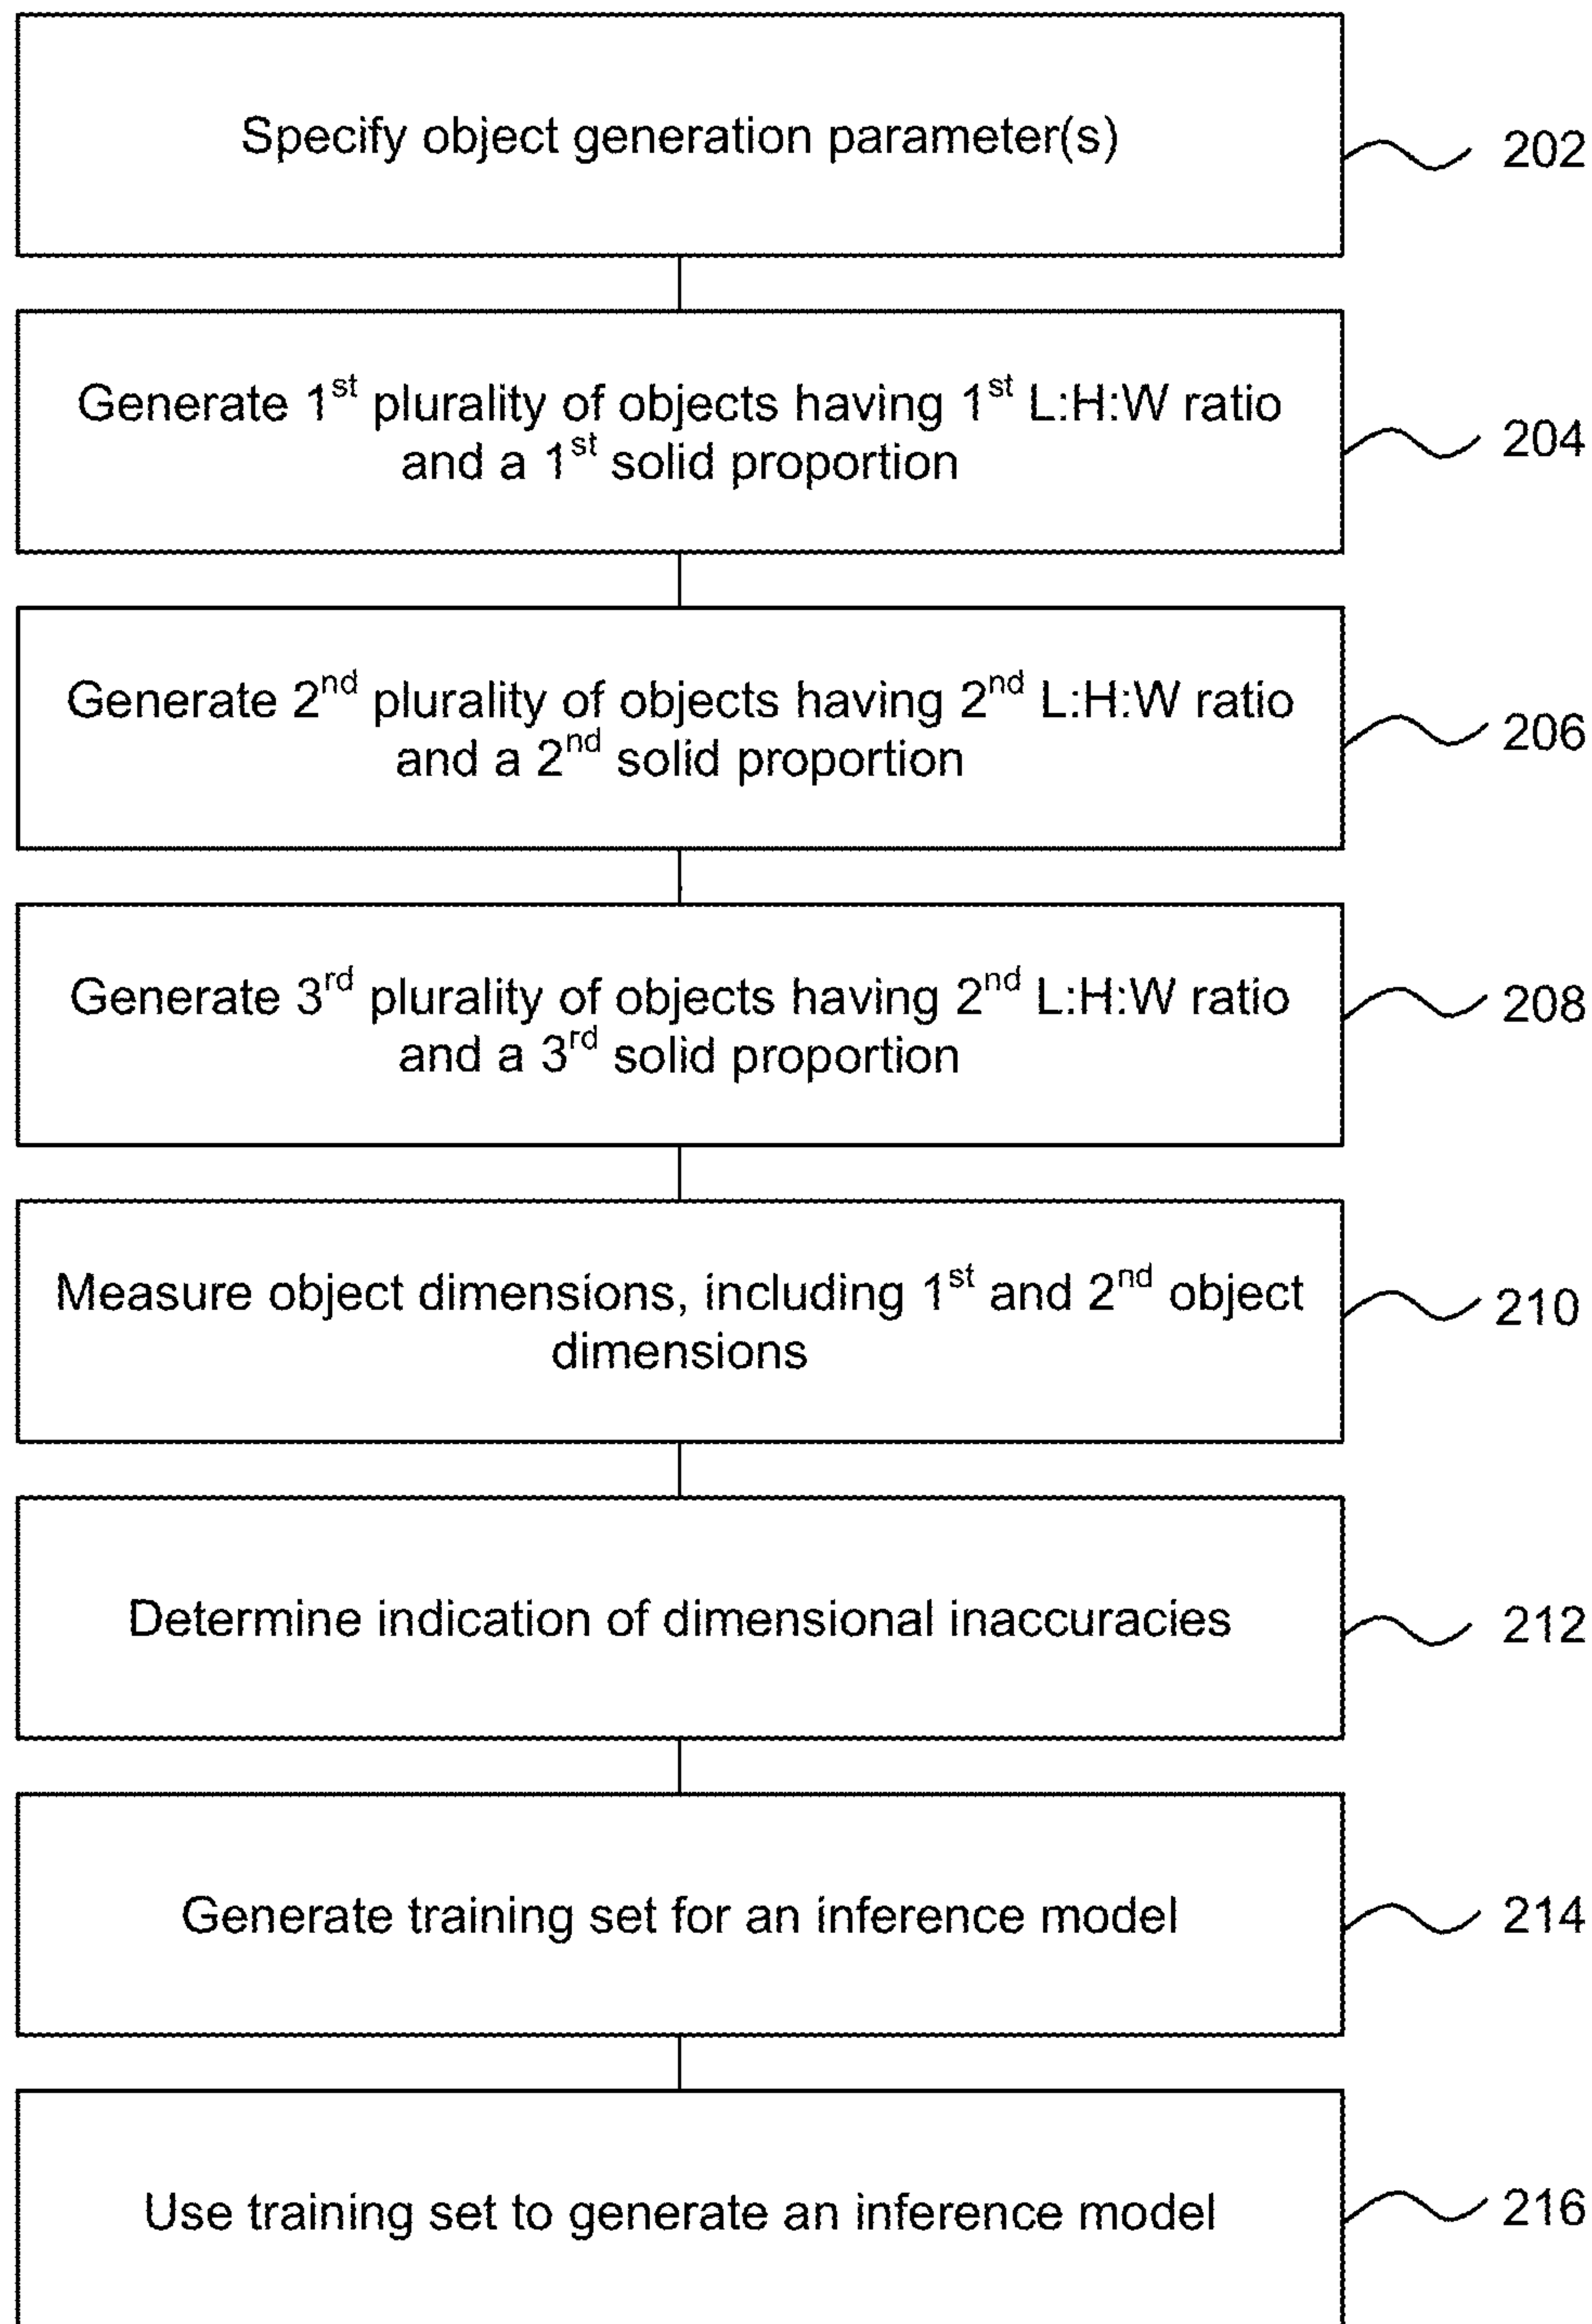 Specify object generation parameter(s)
202
Generate 1st plurality of objects having 1st L:H:W ratio
and a 1st solid proportion
204
Generate 2nd plurality of objects having 2nd L:H:W ratio
and a 2nd solid proportion
206
Generate 3rd plurality of objects having 2nd L:H:W ratio
and a 3rd solid proportion
208
Measure object dimensions, including 1st and 2nd object
dimensions
210
Determine indication of dimensional inaccuracies
212
Generate training set for an inference model
214
Use training set to generate an inference model
216